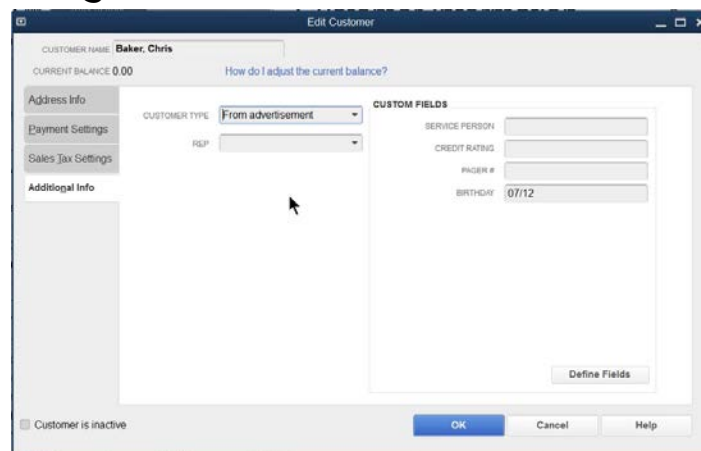 Edit Customer
CUSTOMER NAME Baker, Chris
CURRENT BALANCE 0.00 How do I adjust the current balance?
Address Info
Payment Settings
Sales Tax Settings
Additional Info
CUSTOMER TYPE From advertisement
REP
CUSTOM FIELDS
SERVICE PERSON
CREDIT RATING
PAGER #
BIRTHDAY 07/12
Define Fields
Customer is inactive
OK Cancel Help